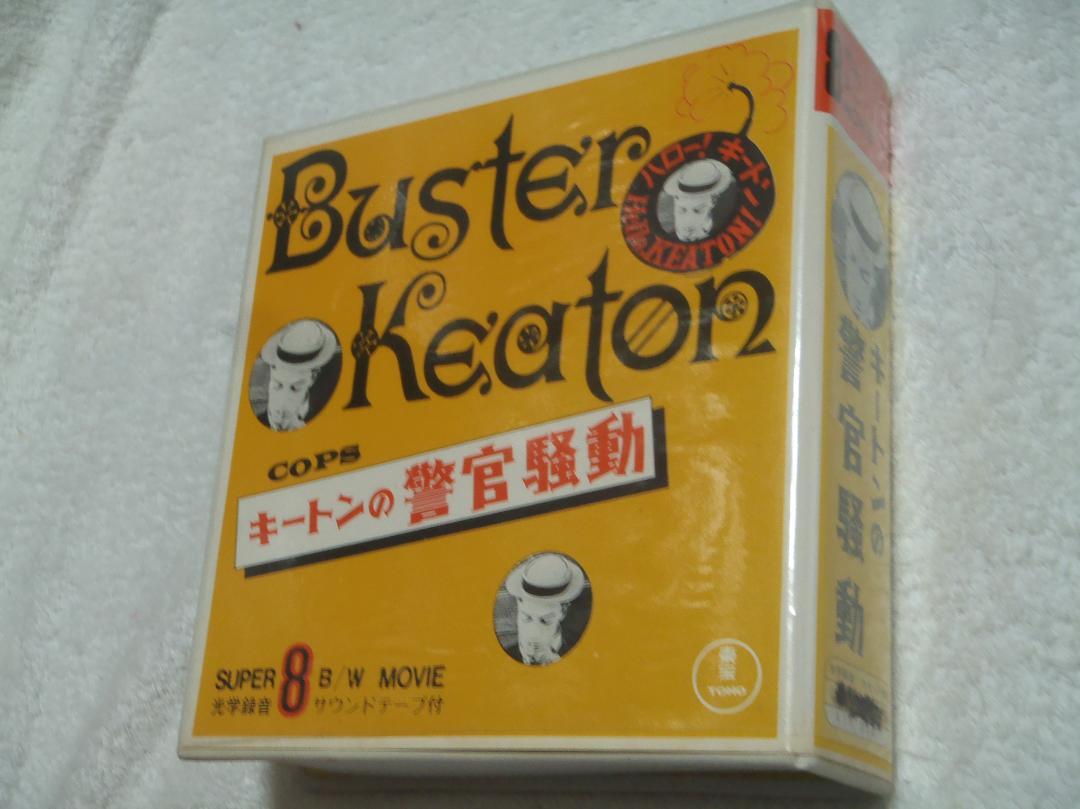 Buster
Keaton
ハロー!キートン
Hello KEATON!
COPS
キートンの警官騒動
SUPER 8 B/W MOVIE
光学録音 サウンドテープ付
東宝
TOHO
キートンの
警官騒動